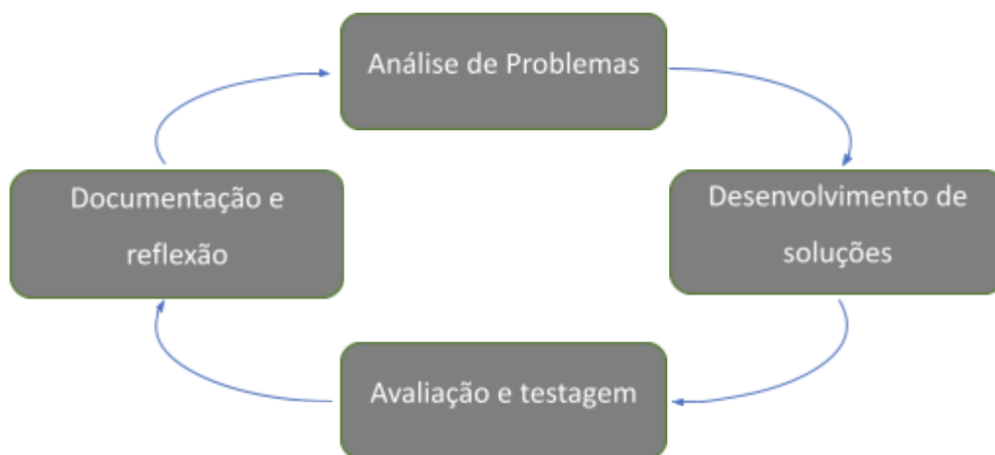 Análise de Problemas
Documentação e
reflexão
Desenvolvimento de
soluções
Avaliação e testagem